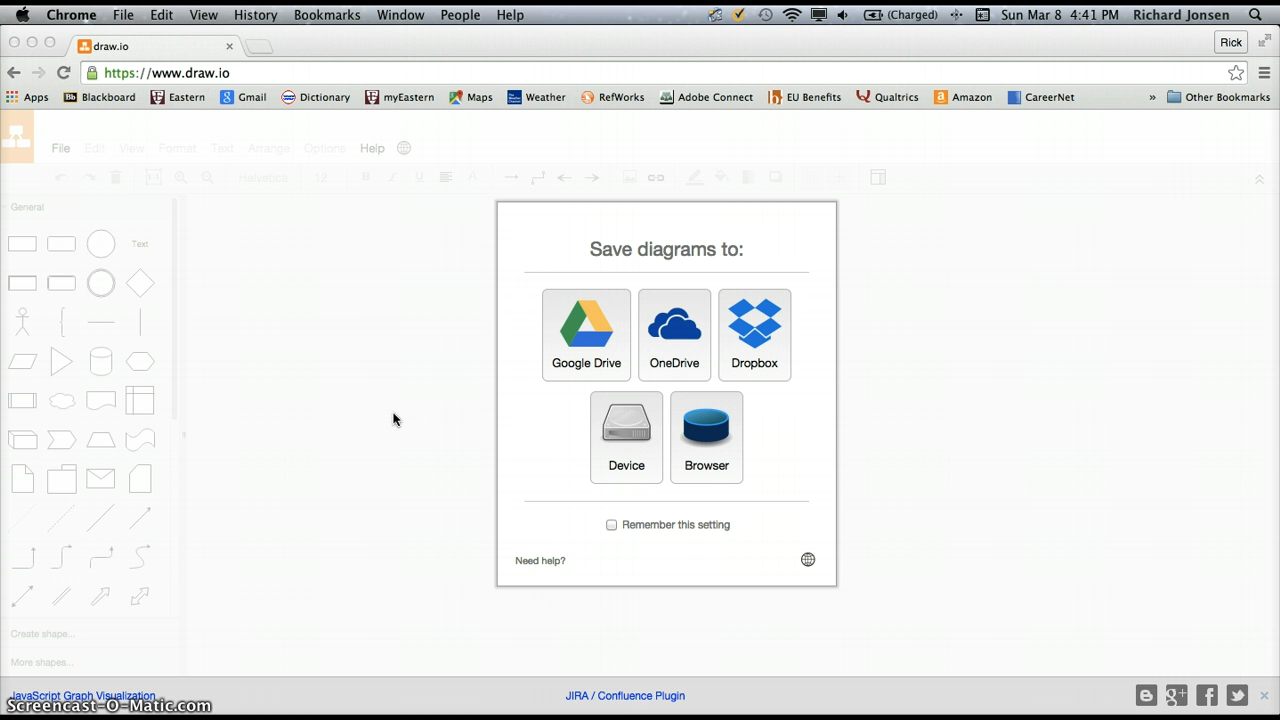 Chrome File Edit View History Bookmarks Window People Help (Charged) Sun Mar 8 4:41 PM Richard Jonsen
draw.io Rick
https://www.draw.io
Apps Blackboard Eastern Gmail Dictionary myEastern Maps Weather RefWorks Adobe Connect EU Benefits Qualtrics Amazon CareerNet » Other Bookmarks
File Edit View Format Text Arrange Options Help
Helvetica 12 B I U A
General
Text
Save diagrams to:
Google Drive OneDrive Dropbox
Device Browser
Remember this setting
Need help?
Create shape...
More shapes...
JavaScript Graph Visualization JIRA / Confluence Plugin
Screencast-O-Matic.com